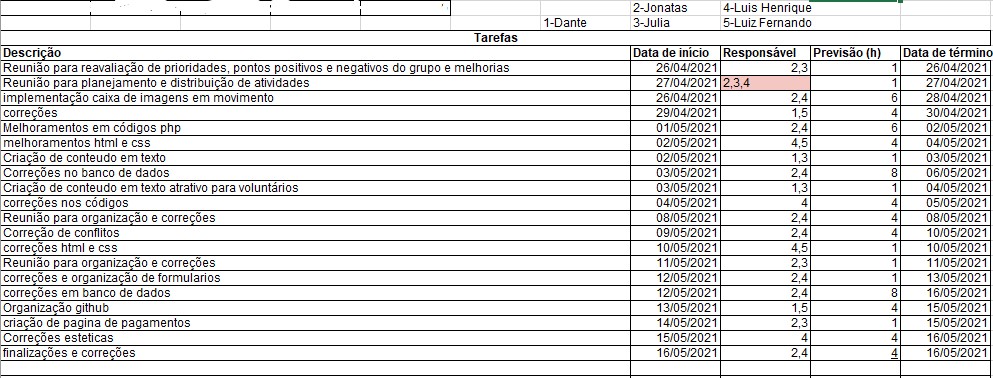 2-Jonatas 4-Luis Henrique
1-Dante 3-Julia 5-Luiz Fernando
Tarefas
Descrição Data de início Responsável Previsão (h) Data de término
Reunião para reavaliação de prioridades, pontos positivos e negativos do grupo e melhorias 26/04/2021 2,3 1 26/04/2021
Reunião para planejamento e distribuição de atividades 27/04/2021 2,3,4 1 27/04/2021
implementação caixa de imagens em movimento 26/04/2021 2,4 6 28/04/2021
correções 29/04/2021 1,5 4 30/04/2021
Melhoramentos em códigos php 01/05/2021 2,4 6 02/05/2021
melhoramentos html e css 02/05/2021 4,5 4 04/05/2021
Criação de conteudo em texto 02/05/2021 1,3 1 03/05/2021
Correções no banco de dados 03/05/2021 2,4 8 06/05/2021
Criação de conteudo em texto atrativo para voluntários 03/05/2021 1,3 1 04/05/2021
correções nos códigos 04/05/2021 4 4 05/05/2021
Reunião para organização e correções 08/05/2021 2,4 4 08/05/2021
Correção de conflitos 09/05/2021 2,4 4 10/05/2021
correções html e css 10/05/2021 4,5 1 10/05/2021
Reunião para organização e correções 11/05/2021 2,3 1 11/05/2021
correções e organização de formularios 12/05/2021 2,4 1 13/05/2021
correções em banco de dados 12/05/2021 2,4 8 16/05/2021
Organização github 13/05/2021 1,5 4 15/05/2021
criação de pagina de pagamentos 14/05/2021 2,3 1 15/05/2021
Correções esteticas 15/05/2021 4 4 16/05/2021
finalizações e correções 16/05/2021 2,4 4 16/05/2021